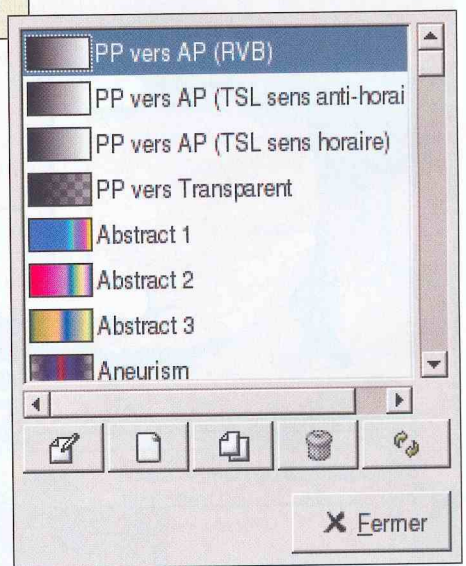 PP vers AP (RVB)
PP vers AP (TSL sens anti-horai
PP vers AP (TSL sens horaire)
PP vers Transparent
Abstract 1
Abstract 2
Abstract 3
Aneurism
Fermer